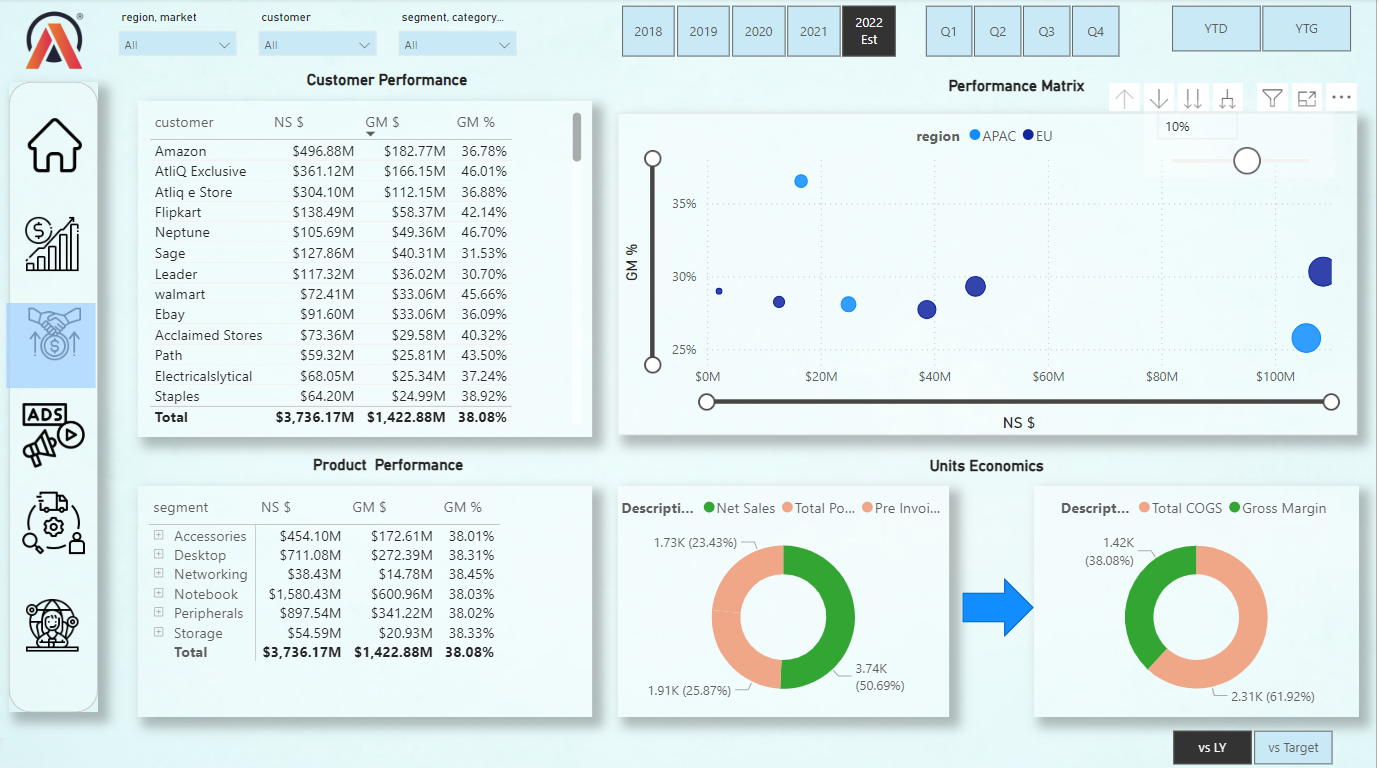 region, market
customer
segment, category...
All
All
All
2018
2019
2020
2021
2022
Est
Q1
Q2
Q3
Q4
YTD
YTG
Customer Performance
customer NS $ GM $ GM %
Amazon $496.88M $182.77M 36.78%
AtliQ Exclusive $361.12M $166.15M 46.01%
Atliq e Store $304.10M $112.15M 36.88%
Flipkart $138.49M $58.37M 42.14%
Neptune $105.69M $49.36M 46.70%
Sage $127.86M $40.31M 31.53%
Leader $117.32M $36.02M 30.70%
walmart $72.41M $33.06M 45.66%
Ebay $91.60M $33.06M 36.09%
Acclaimed Stores $73.36M $29.58M 40.32%
Path $59.32M $25.81M 43.50%
Electricalslytical $68.05M $25.34M 37.24%
Staples $64.20M $24.99M 38.92%
Total $3,736.17M $1,422.88M 38.08%
Performance Matrix
10%
region APAC EU
GM %
35%
30%
25%
$0M $20M $40M $60M $80M $100M
NS $
ADS
Product Performance
segment NS $ GM $ GM %
Accessories $454.10M $172.61M 38.01%
Desktop $711.08M $272.39M 38.31%
Networking $38.43M $14.78M 38.45%
Notebook $1,580.43M $600.96M 38.03%
Peripherals $897.54M $341.22M 38.02%
Storage $54.59M $20.93M 38.33%
Total $3,736.17M $1,422.88M 38.08%
Units Economics
Descripti... Net Sales Total Po... Pre Invoi...
1.73K (23.43%)
1.91K (25.87%)
3.74K
(50.69%)
Descript... Total COGS Gross Margin
1.42K
(38.08%)
2.31K (61.92%)
vs LY
vs Target